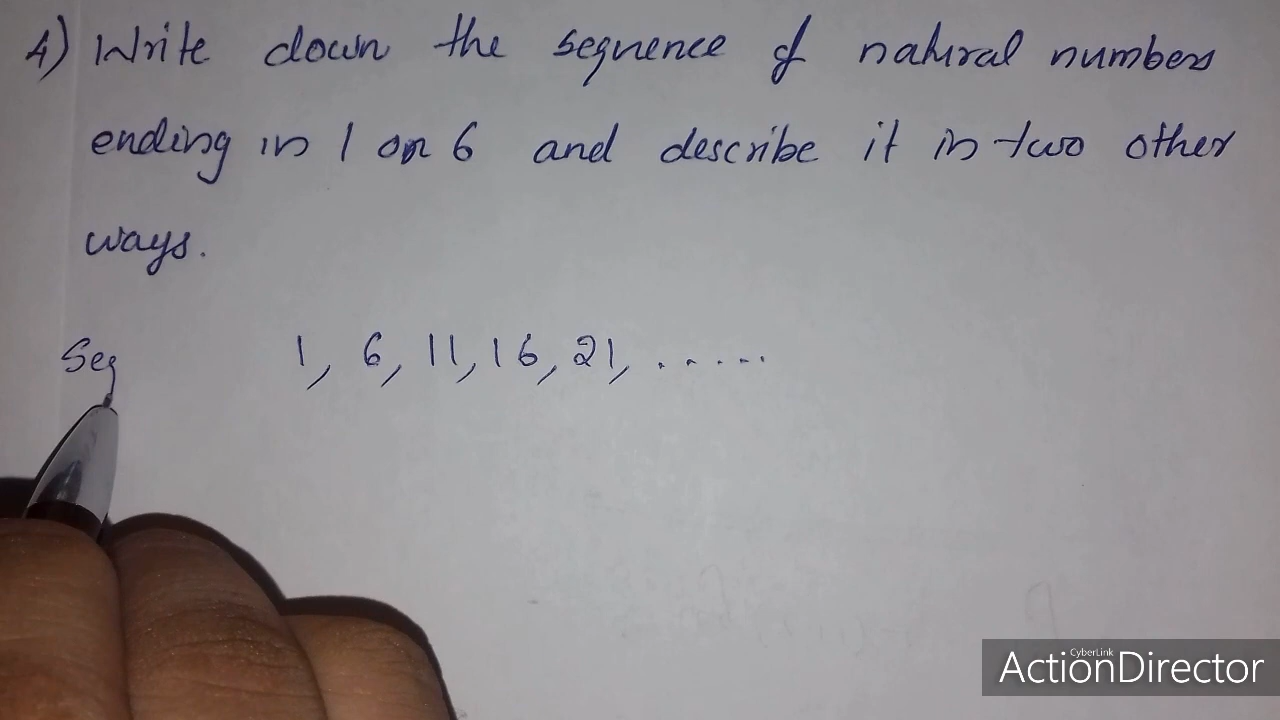 4) Write down the sequence of natural numbers
ending in 1 or 6 and describe it in two other
ways.
Seq 1, 6, 11, 16, 21, .....
CyberLink
ActionDirector